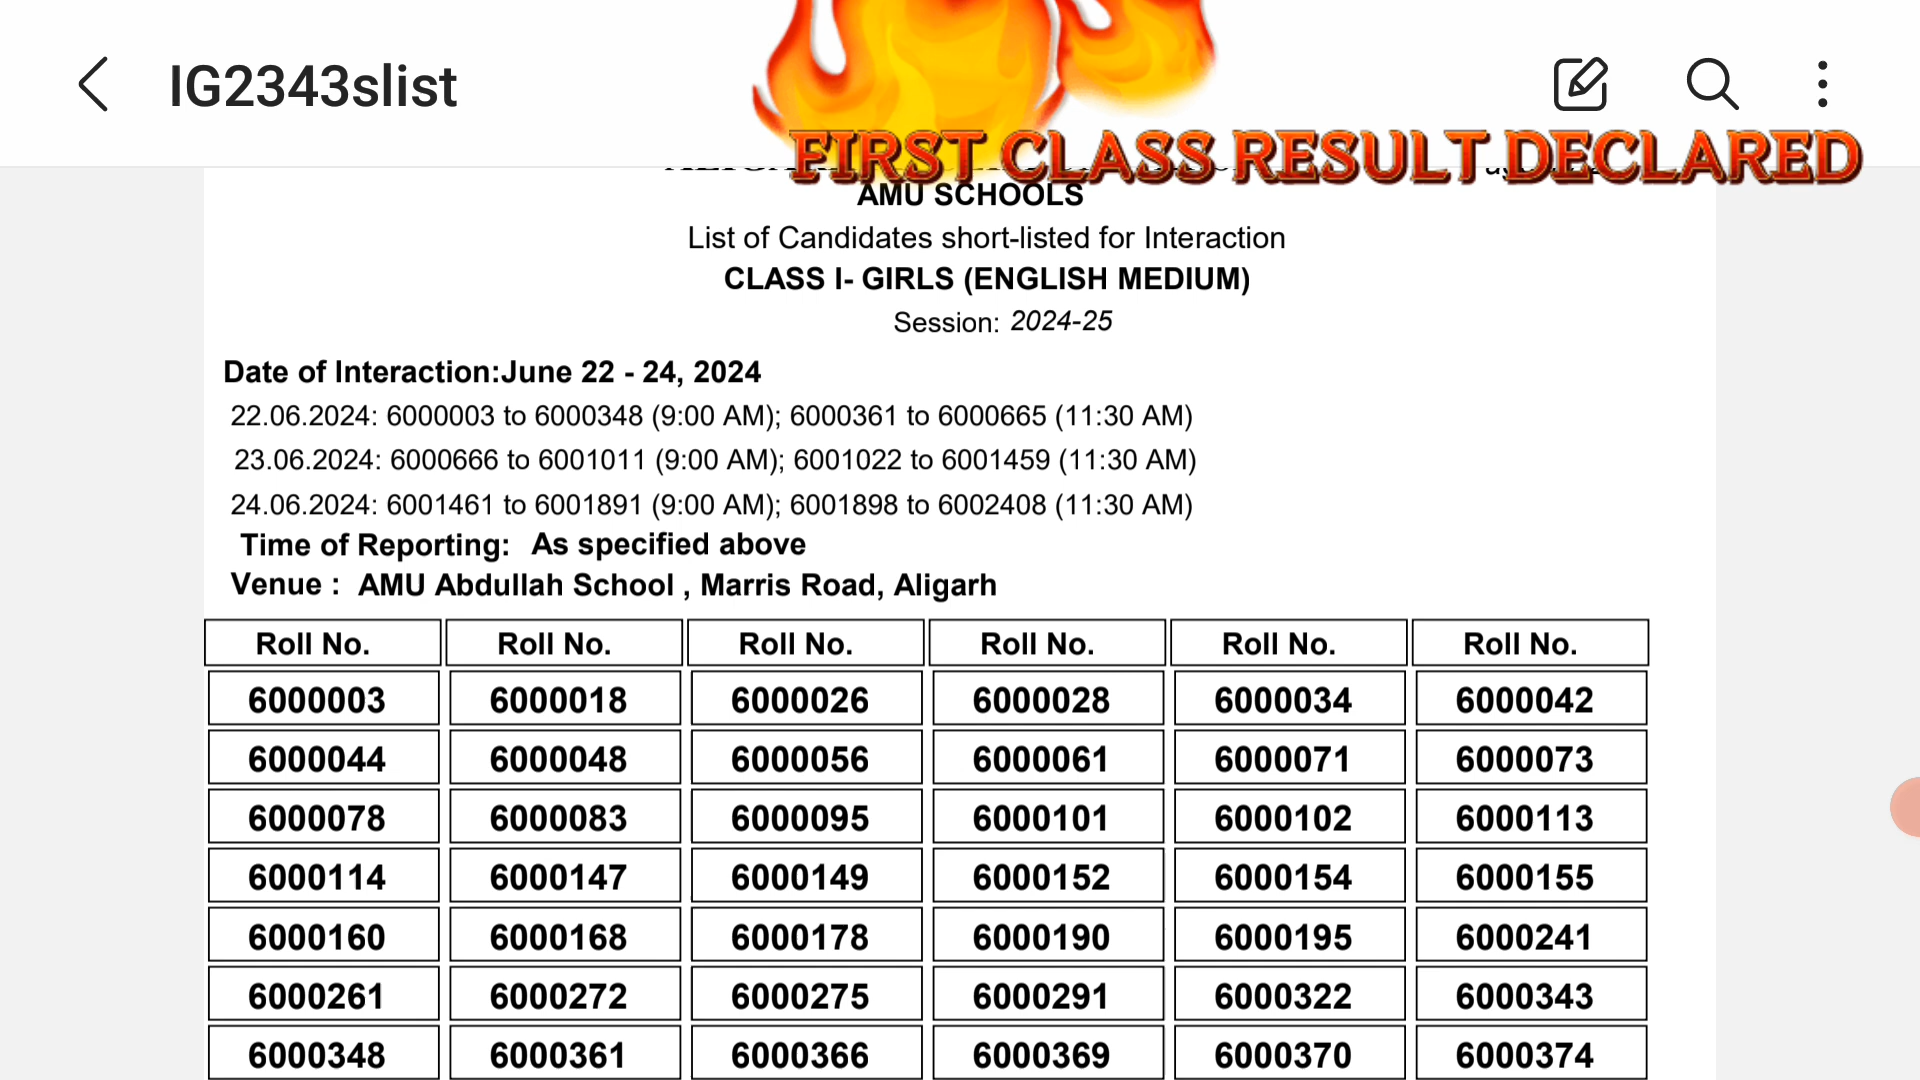 IG2343slist
FIRST CLASS RESULT DECLARED
AMU SCHOOLS
List of Candidates short-listed for Interaction
CLASS I- GIRLS (ENGLISH MEDIUM)
Session: 2024-25
Date of Interaction:June 22 - 24, 2024
22.06.2024: 6000003 to 6000348 (9:00 AM); 6000361 to 6000665 (11:30 AM)
23.06.2024: 6000666 to 6001011 (9:00 AM); 6001022 to 6001459 (11:30 AM)
24.06.2024: 6001461 to 6001891 (9:00 AM); 6001898 to 6002408 (11:30 AM)
Time of Reporting: As specified above
Venue : AMU Abdullah School , Marris Road, Aligarh
Roll No. Roll No. Roll No. Roll No. Roll No. Roll No.
6000003 6000018 6000026 6000028 6000034 6000042
6000044 6000048 6000056 6000061 6000071 6000073
6000078 6000083 6000095 6000101 6000102 6000113
6000114 6000147 6000149 6000152 6000154 6000155
6000160 6000168 6000178 6000190 6000195 6000241
6000261 6000272 6000275 6000291 6000322 6000343
6000348 6000361 6000366 6000369 6000370 6000374